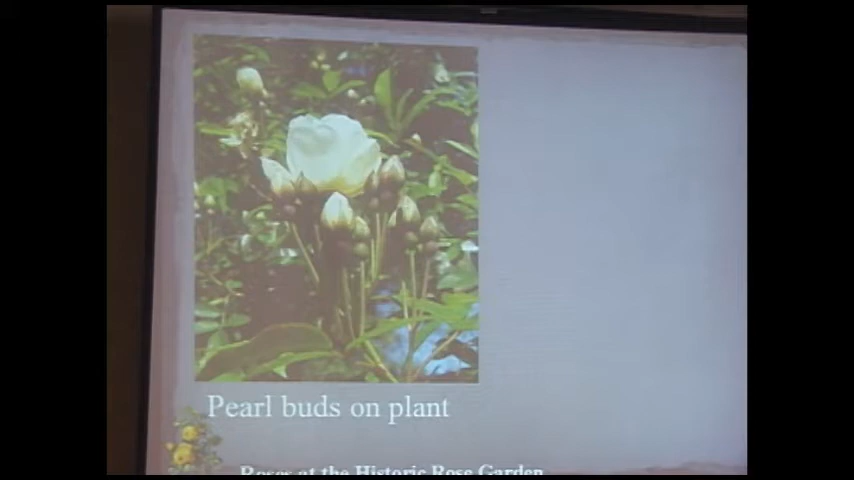 Pearl buds on plant
Roses at the Historic Rose Garden